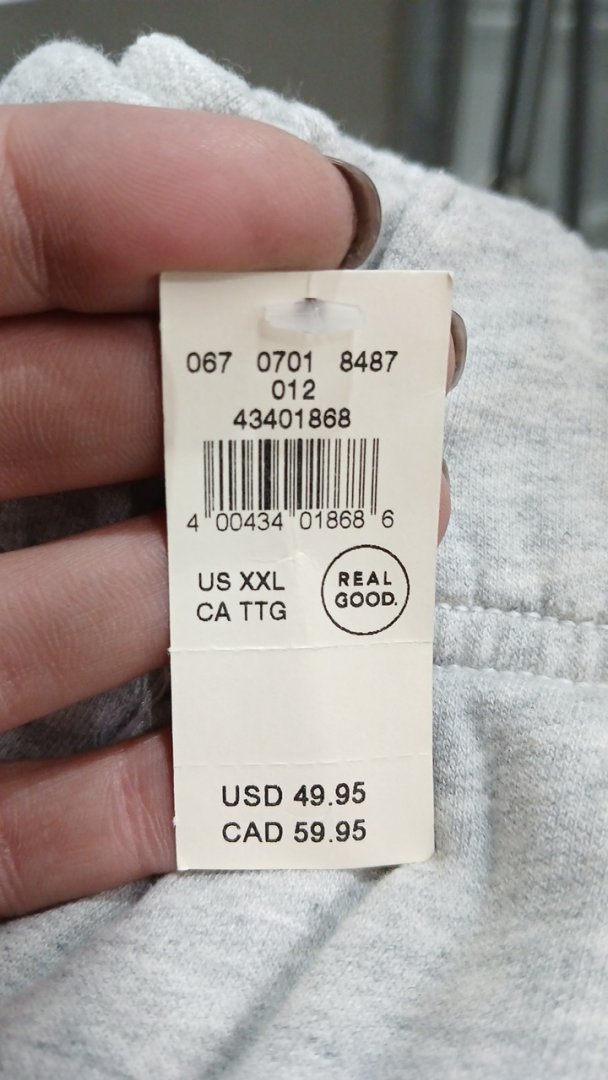 067 0701 8487
012
43401868
4 00434 01868 6
US XXL
CA TTG
REAL
GOOD.
USD 49.95
CAD 59.95